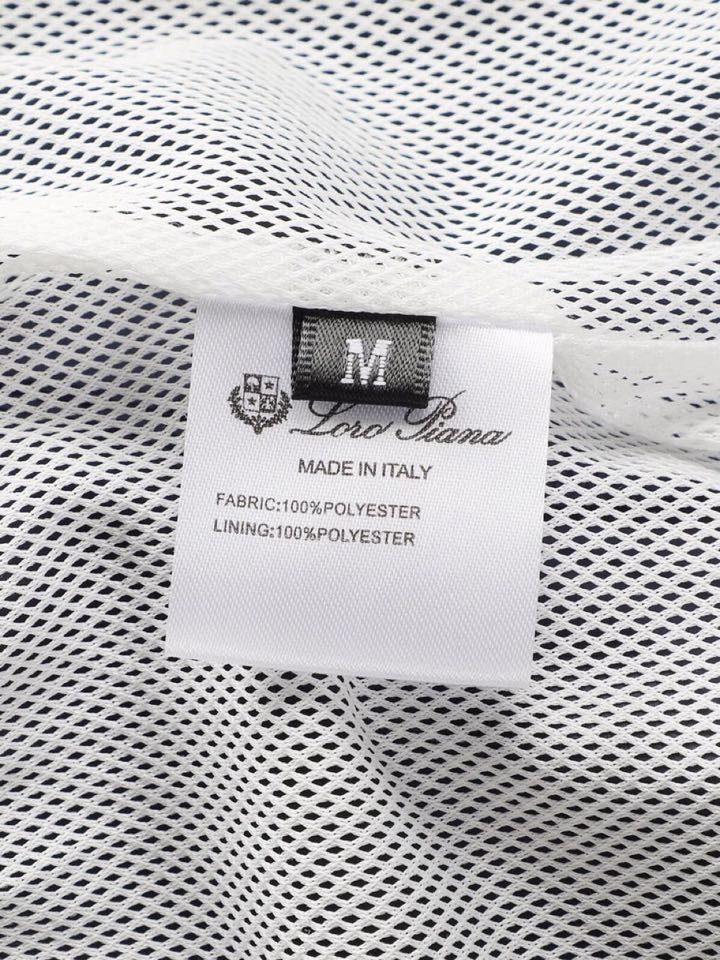 M
Loro Piana
MADE IN ITALY
FABRIC:100%POLYESTER
LINING:100%POLYESTER